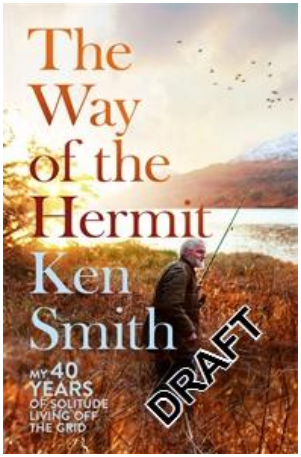 The
Way
of the
Hermit
Ken
Smith
MY 40
YEARS
OF SOLITUDE
LIVING OFF
THE GRID
DRAFT